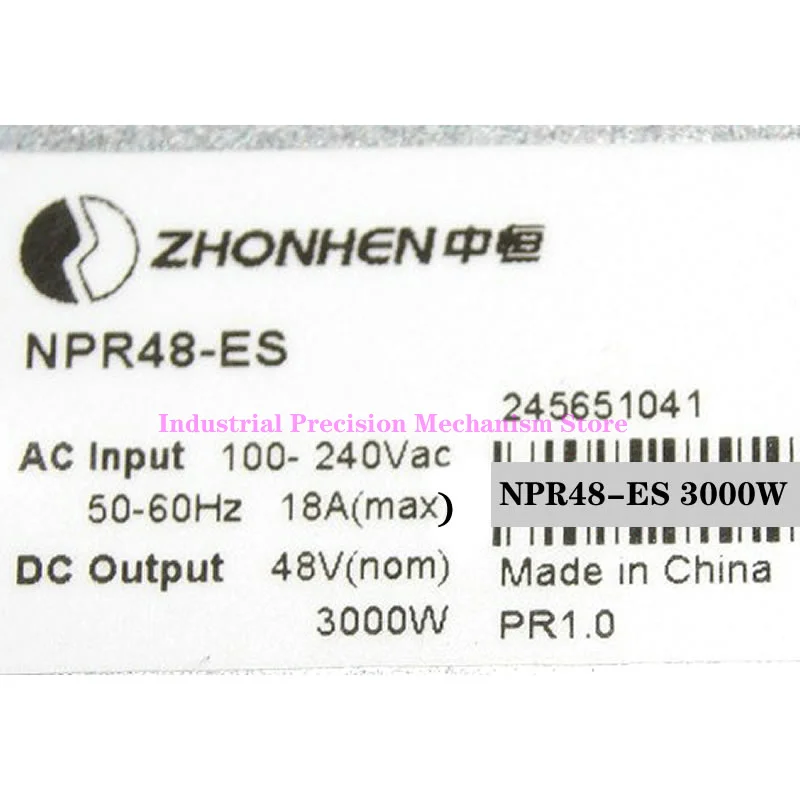 ZHONHEN中恒
NPR48-ES
245651041
Industrial Precision Mechanism Store
AC Input 100- 240Vac
NPR48-ES 3000W
50-60Hz 18A(max)
DC Output 48V(nom)
Made in China
3000W
PR1.0